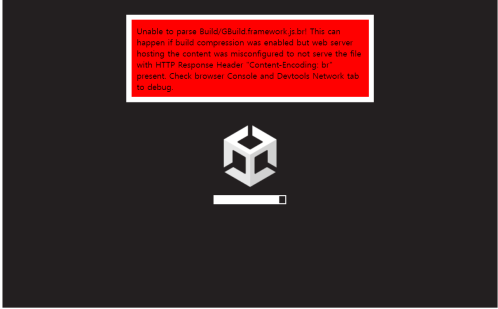 Unable to parse Build/GBuild.framework.js.br! This can
happen if build compression was enabled but web server
hosting the content was misconfigured to not serve the file
with HTTP Response Header "Content-Encoding: br"
present. Check browser Console and Devtools Network tab
to debug.